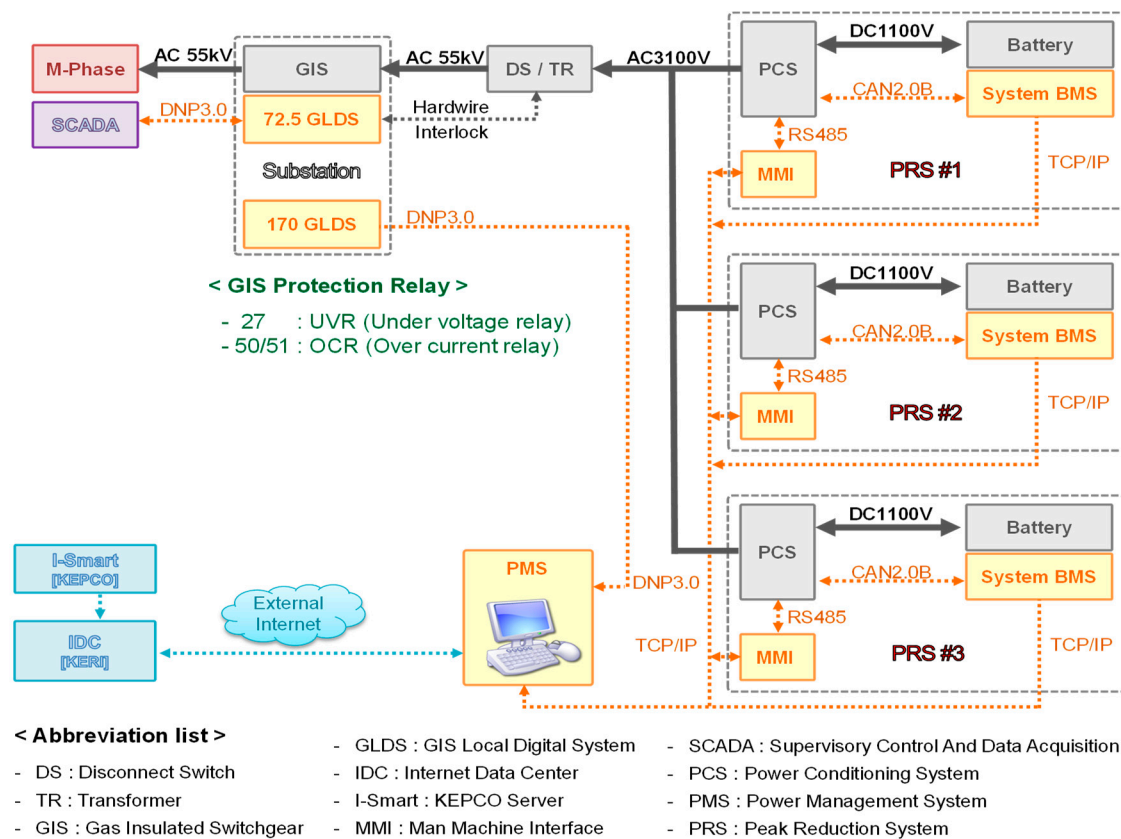 AC 55kV
AC 55kV
AC3100V
M-Phase
GIS
DS / TR
PCS
DC1100V
Battery
CAN2.0B
System BMS
SCADA
DNP3.0
72.5 GLDS
Hardwire
Interlock
RS485
MMI
PRS #1
TCP/IP
Substation
170 GLDS
DNP3.0
< GIS Protection Relay >
- 27 : UVR (Under voltage relay)
- 50/51 : OCR (Over current relay)
PCS
DC1100V
Battery
CAN2.0B
System BMS
RS485
MMI
PRS #2
TCP/IP
PCS
DC1100V
Battery
CAN2.0B
System BMS
RS485
MMI
PRS #3
TCP/IP
I-Smart
[KEPCO]
IDC
[KERI]
External
Internet
PMS
DNP3.0
TCP/IP
< Abbreviation list >
- DS : Disconnect Switch
- TR : Transformer
- GIS : Gas Insulated Switchgear
- GLDS : GIS Local Digital System
- IDC : Internet Data Center
- I-Smart : KEPCO Server
- MMI : Man Machine Interface
- SCADA : Supervisory Control And Data Acquisition
- PCS : Power Conditioning System
- PMS : Power Management System
- PRS : Peak Reduction System